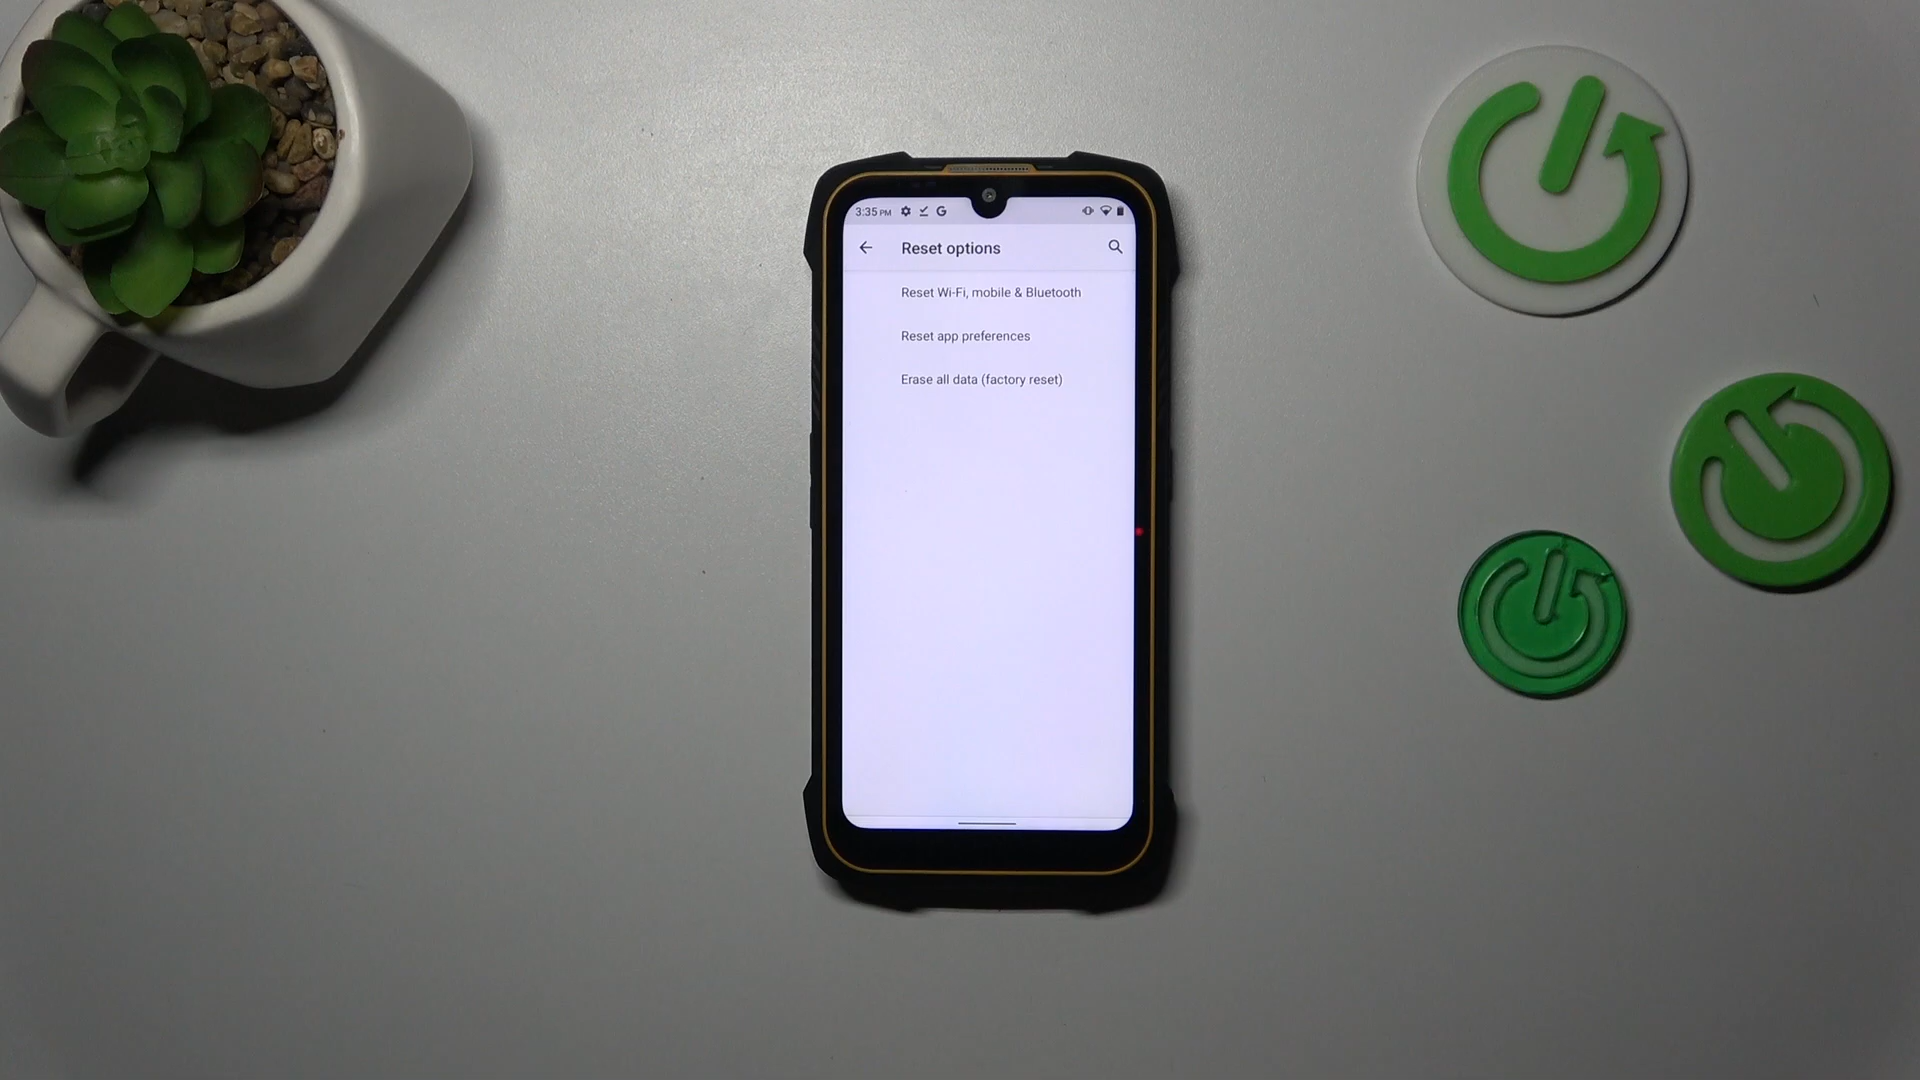 3:35 PM G
Reset options
Reset Wi-Fi, mobile & Bluetooth
Reset app preferences
Erase all data (factory reset)